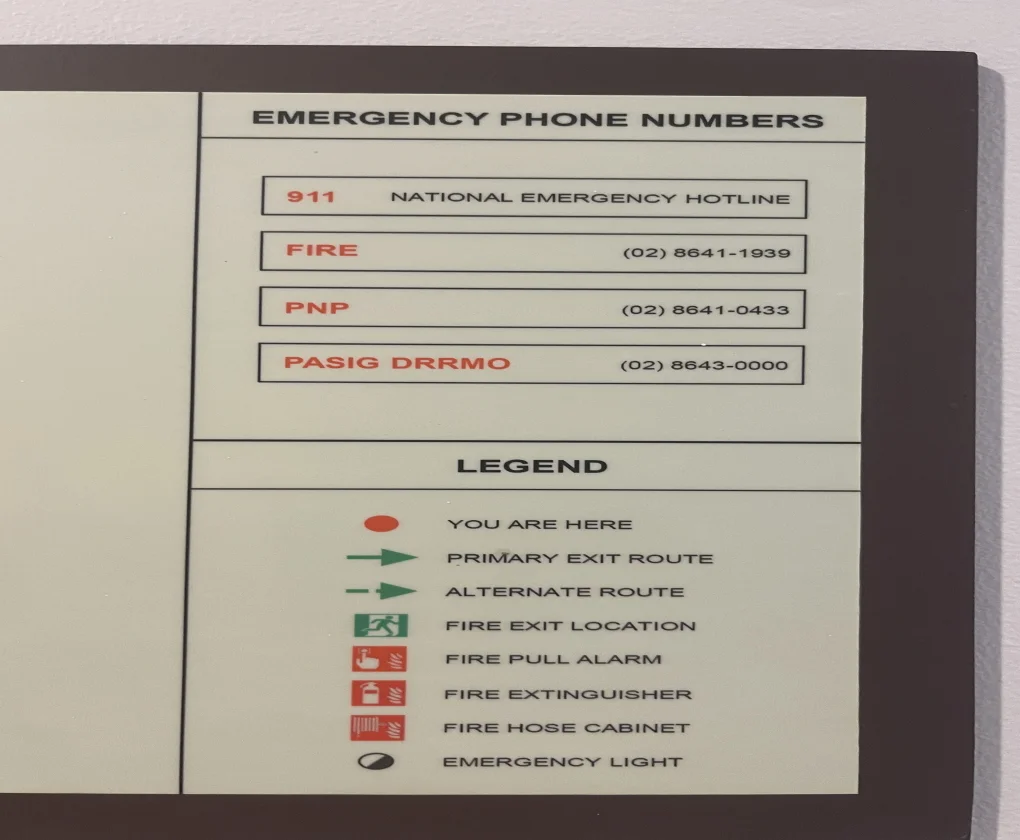 EMERGENCY PHONE NUMBERS
911 NATIONAL EMERGENCY HOTLINE
FIRE (02) 8641-1939
PNP (02) 8641-0433
PASIG DRRMO (02) 8643-0000
LEGEND
YOU ARE HERE
PRIMARY EXIT ROUTE
ALTERNATE ROUTE
FIRE EXIT LOCATION
FIRE PULL ALARM
FIRE EXTINGUISHER
FIRE HOSE CABINET
EMERGENCY LIGHT